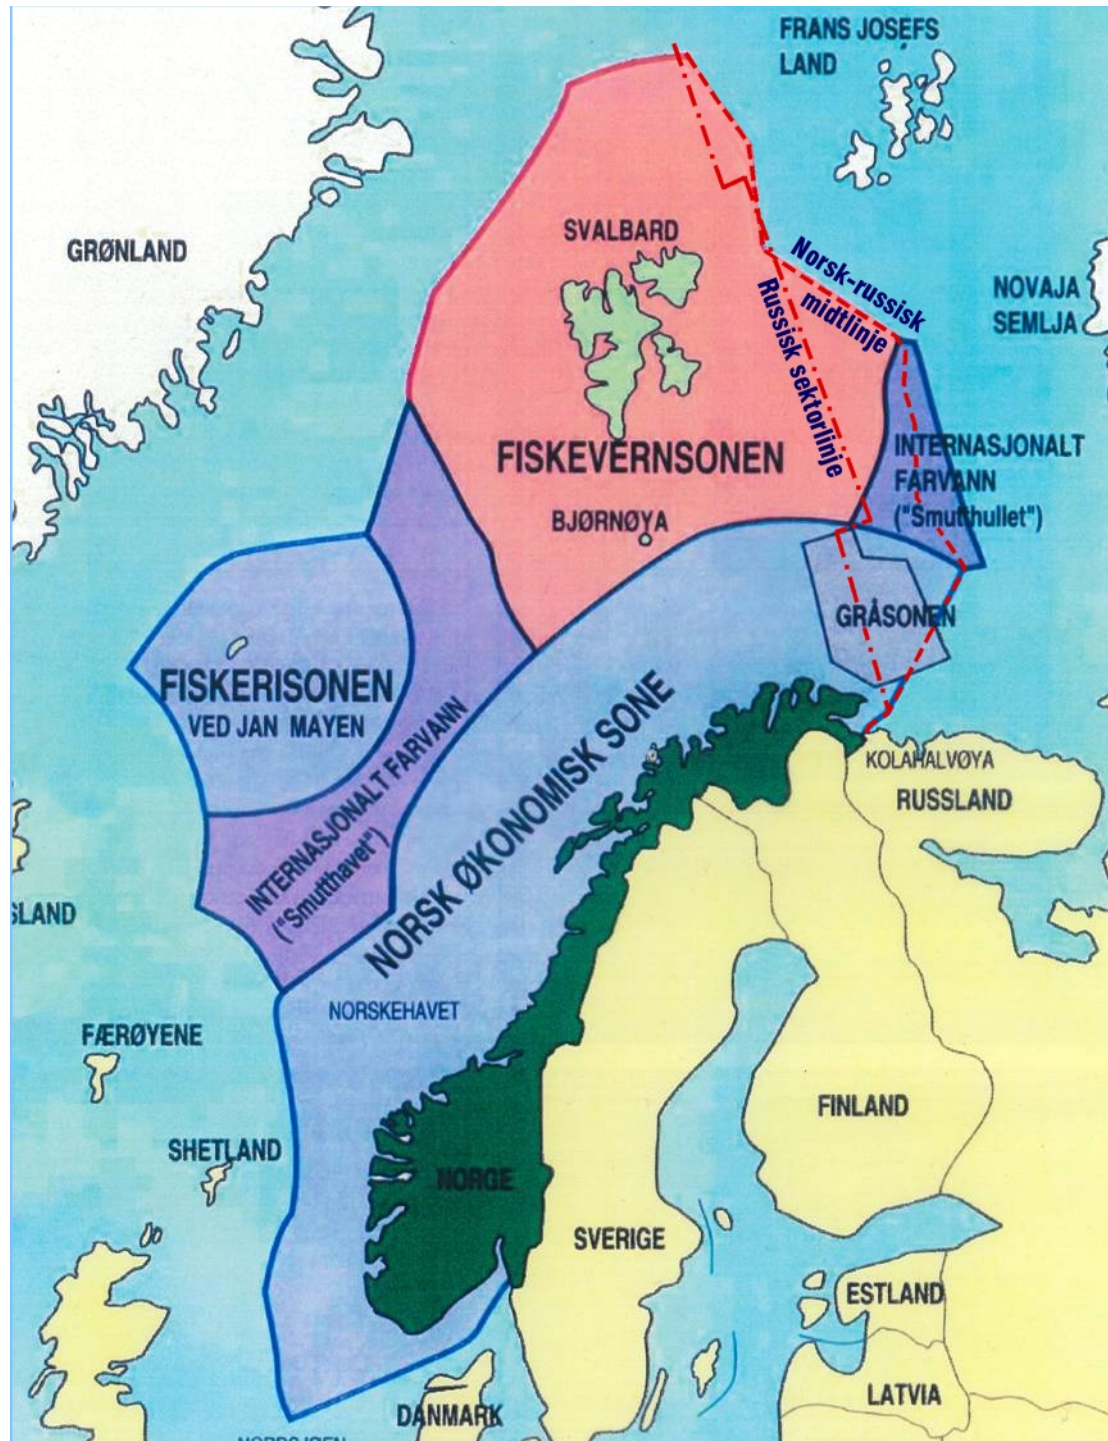 FRANS JOSEFS
LAND
SVALBARD
GRØNLAND
Norsk-russisk
midtlinje
NOVAJA
SEMLJA
Russisk sektorlinje
FISKEVERNSONEN
INTERNASJONALT
FARVANN
("Smutthullet")
BJØRNØYA
GRÅSONEN
FISKERISONEN
VED JAN MAYEN
INTERNASJONALT FARVANN
("Smutthavet")
NORSK ØKONOMISK SONE
KOLAHALVØYA
RUSSLAND
SLAND
NORSKEHAVET
FÆRØYENE
FINLAND
SHETLAND
NORGE
SVERIGE
ESTLAND
LATVIA
DANMARK